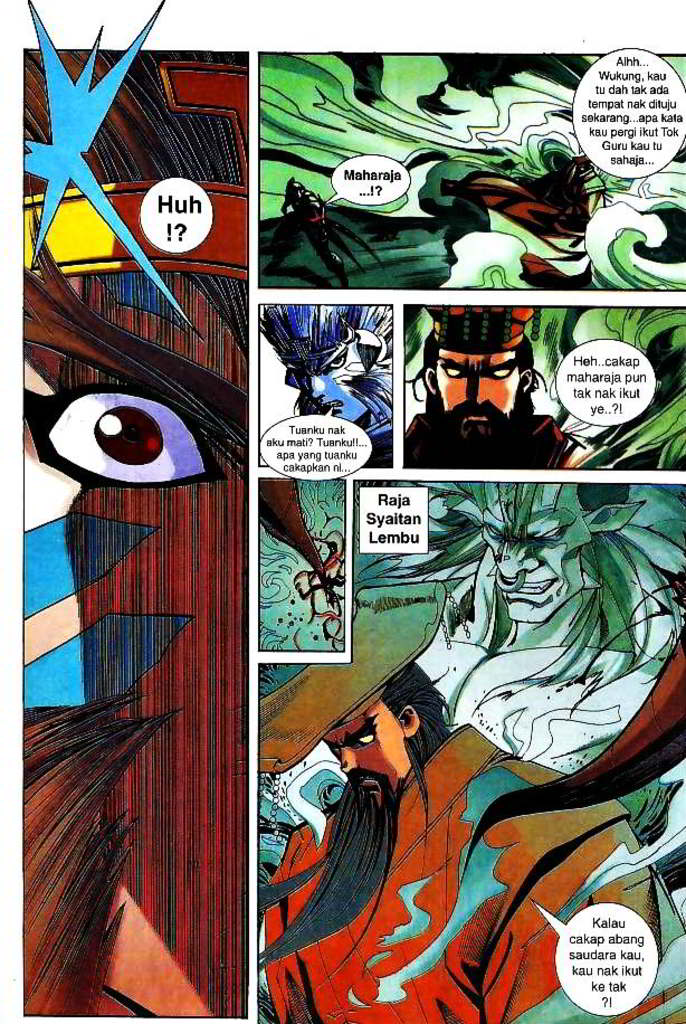 Huh
!?
Alhh...
Wukung, kau
tu dah tak ada
tempat nak dituju
sekarang...apa kata
kau pergi ikut Tok
Guru kau tu
sahaja...
Maharaja
...!?
Tuanku nak
aku mati? Tuanku!!...
apa yang tuanku
cakapkan ni...
Heh..cakap
maharaja pun
tak nak ikut
ye..?!
Raja
Syaitan
Lembu
Kalau
cakap abang
saudara kau,
kau nak ikut
ke tak
?!